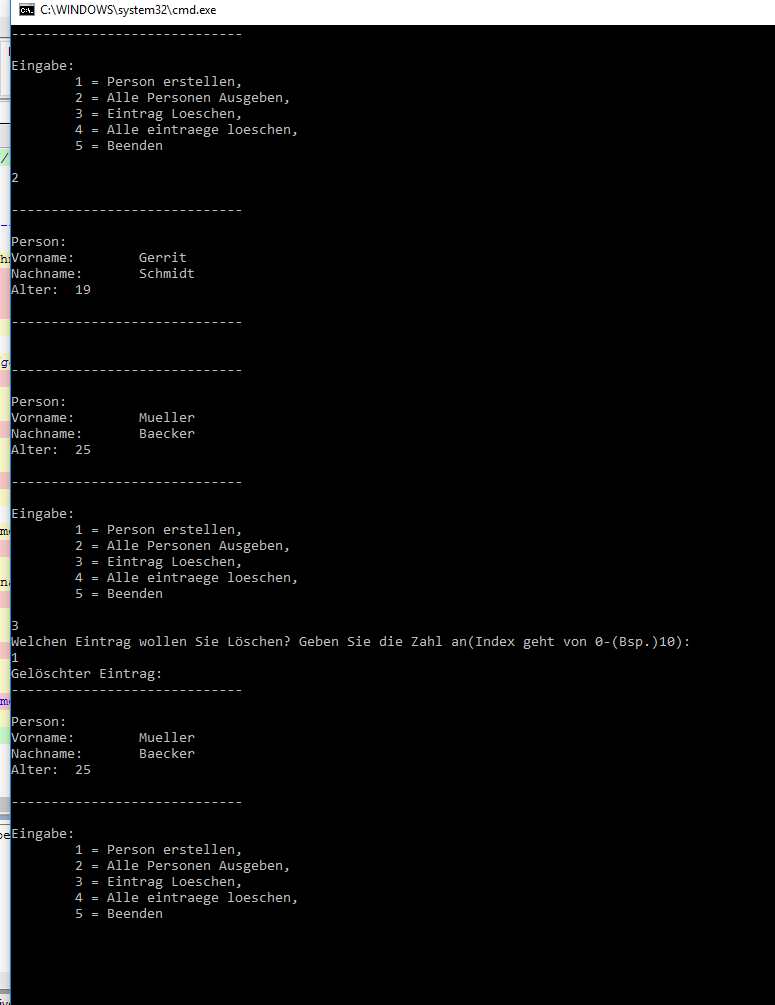 C:\WINDOWS\system32\cmd.exe
-----------------------------
Eingabe:
1 = Person erstellen,
2 = Alle Personen Ausgeben,
3 = Eintrag Loeschen,
4 = Alle eintraege loeschen,
5 = Beenden
2
-----------------------------
Person:
Vorname: Gerrit
Nachname: Schmidt
Alter: 19
-----------------------------
-----------------------------
Person:
Vorname: Mueller
Nachname: Baecker
Alter: 25
-----------------------------
Eingabe:
1 = Person erstellen,
2 = Alle Personen Ausgeben,
3 = Eintrag Loeschen,
4 = Alle eintraege loeschen,
5 = Beenden
3
Welchen Eintrag wollen Sie Löschen? Geben Sie die Zahl an(Index geht von 0-(Bsp.)10):
1
Gelöschter Eintrag:
-----------------------------
Person:
Vorname: Mueller
Nachname: Baecker
Alter: 25
-----------------------------
Eingabe:
1 = Person erstellen,
2 = Alle Personen Ausgeben,
3 = Eintrag Loeschen,
4 = Alle eintraege loeschen,
5 = Beenden